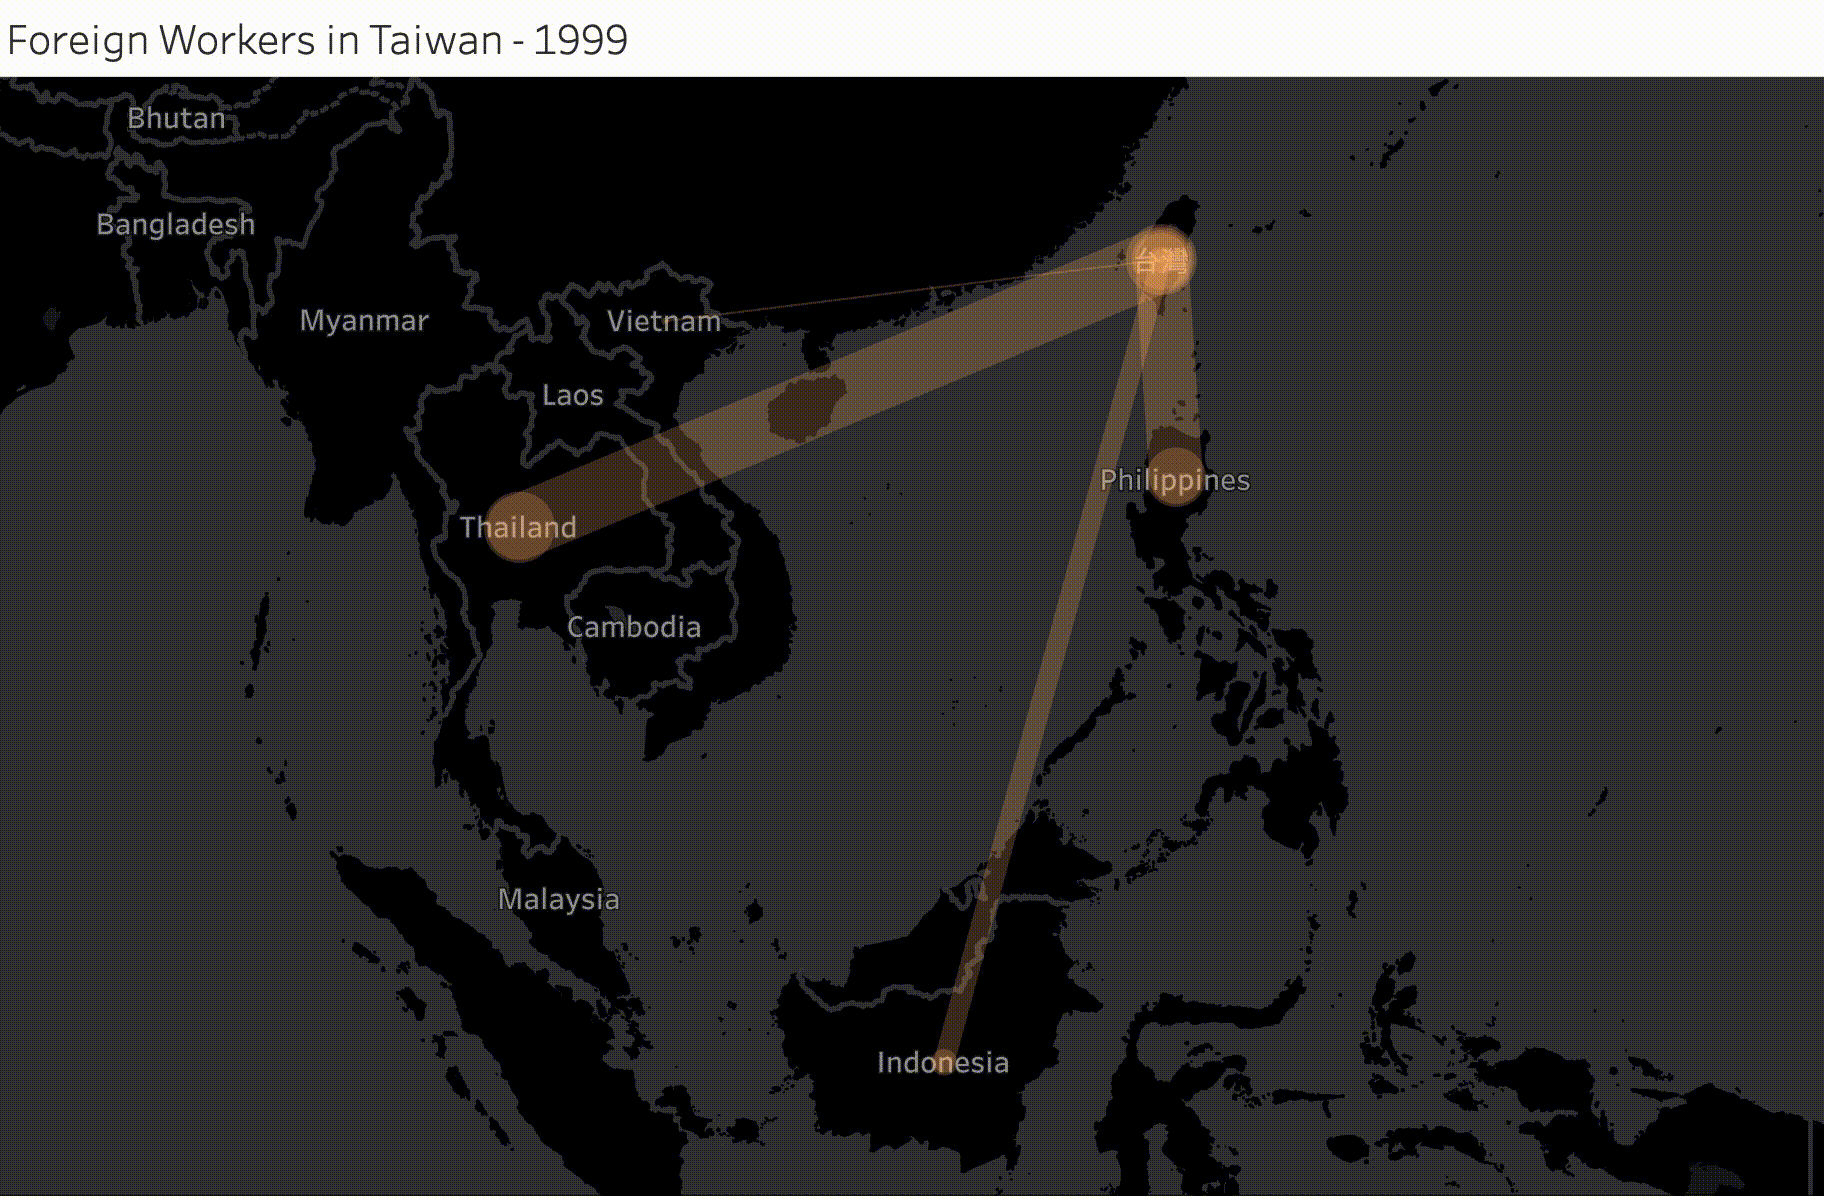 Foreign Workers in Taiwan - 1999
Bhutan
Bangladesh
台灣
Myanmar
Vietnam
Laos
Philippines
Thailand
Cambodia
Malaysia
Indonesia